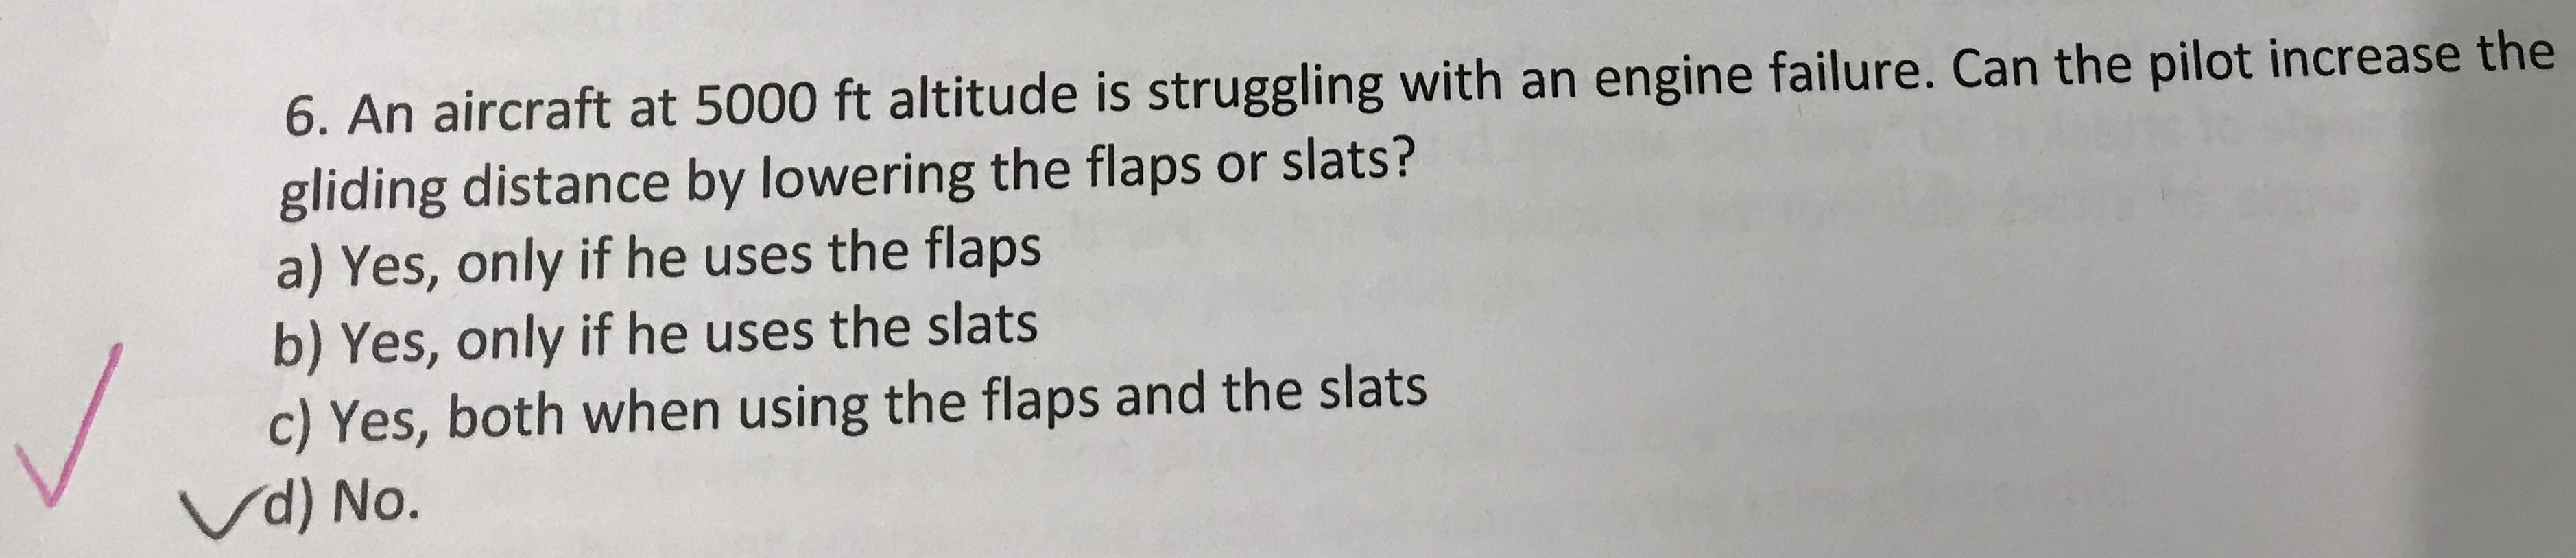 6. An aircraft at 5000 ft altitude is struggling with an engine failure. Can the pilot increase the
gliding distance by lowering the flaps or slats?
a) Yes, only if he uses the flaps
b) Yes, only if he uses the slats
c) Yes, both when using the flaps and the slats
d) No.